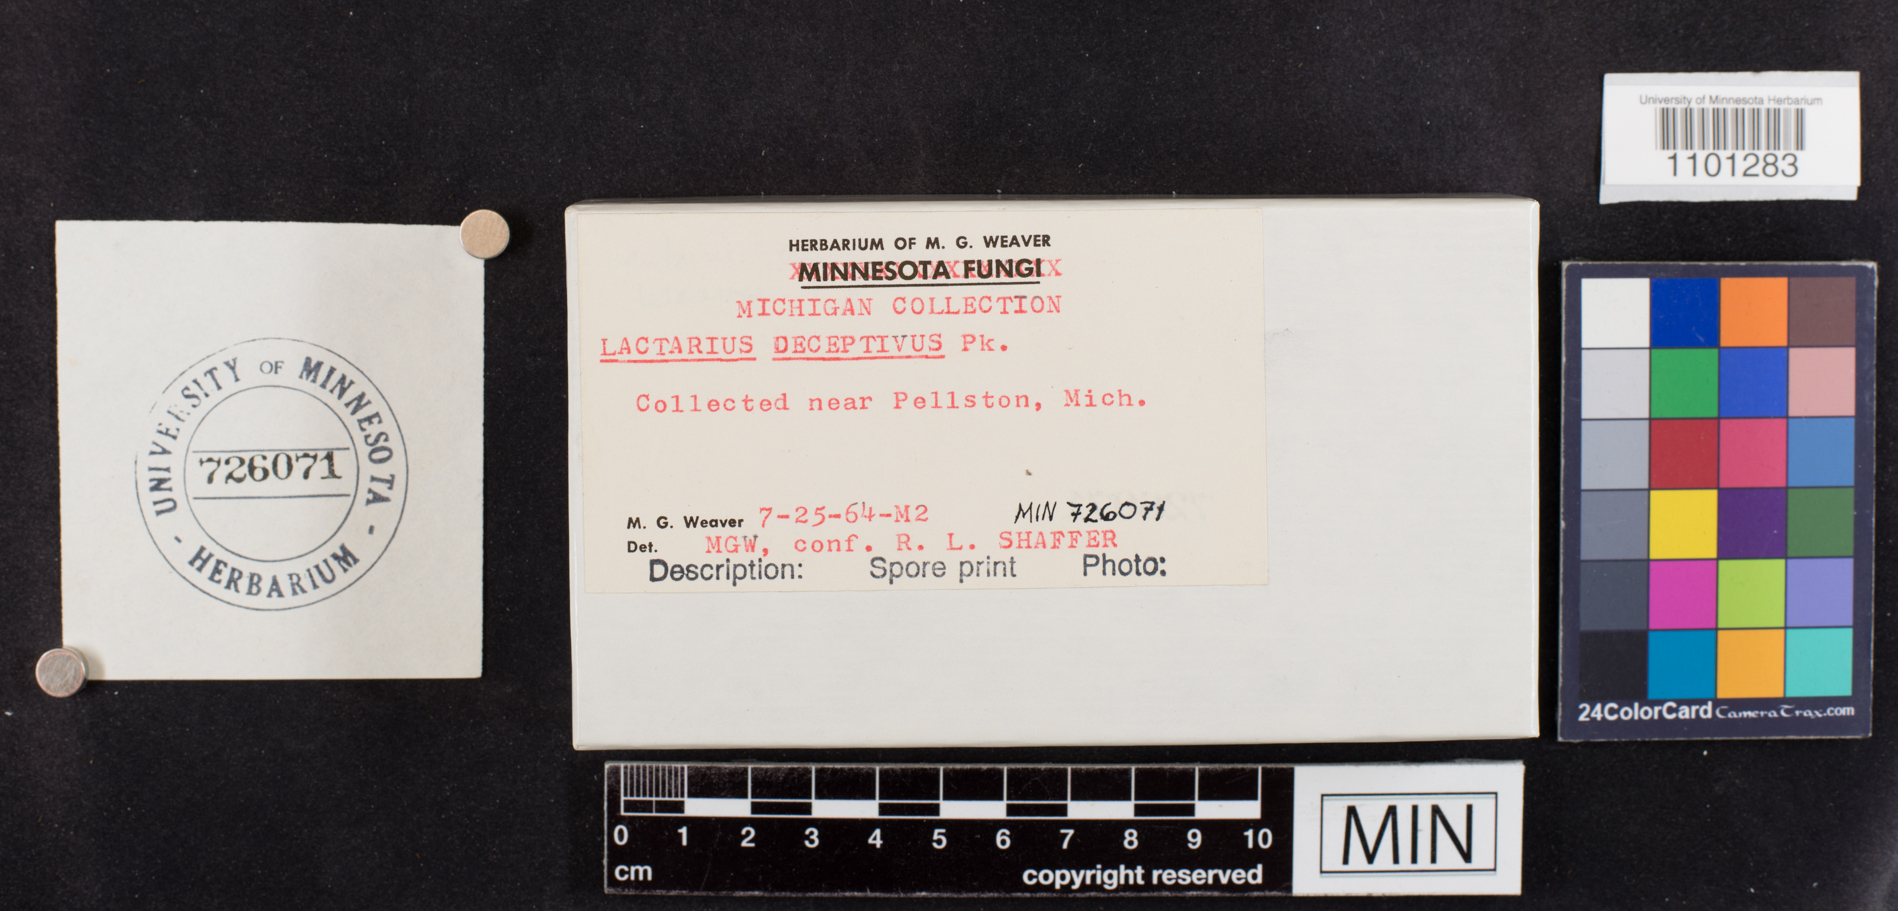 UNIVERSITY OF MINNESOTA
726071
- HERBARIUM -
HERBARIUM OF M. G. WEAVER
MINNESOTA FUNGI
MICHIGAN COLLECTION
LACTARIUS DECEPTIVUS Pk.
Collected near Pellston, Mich.
M. G. Weaver 7-25-64-M2 MIN 726071
Det. MGW, conf. R. L. SHAFFER
Description: Spore print Photo:
University of Minnesota Herbarium
1101283
24ColorCard CameraTrax.com
0 1 2 3 4 5 6 7 8 9 10
cm copyright reserved
MIN